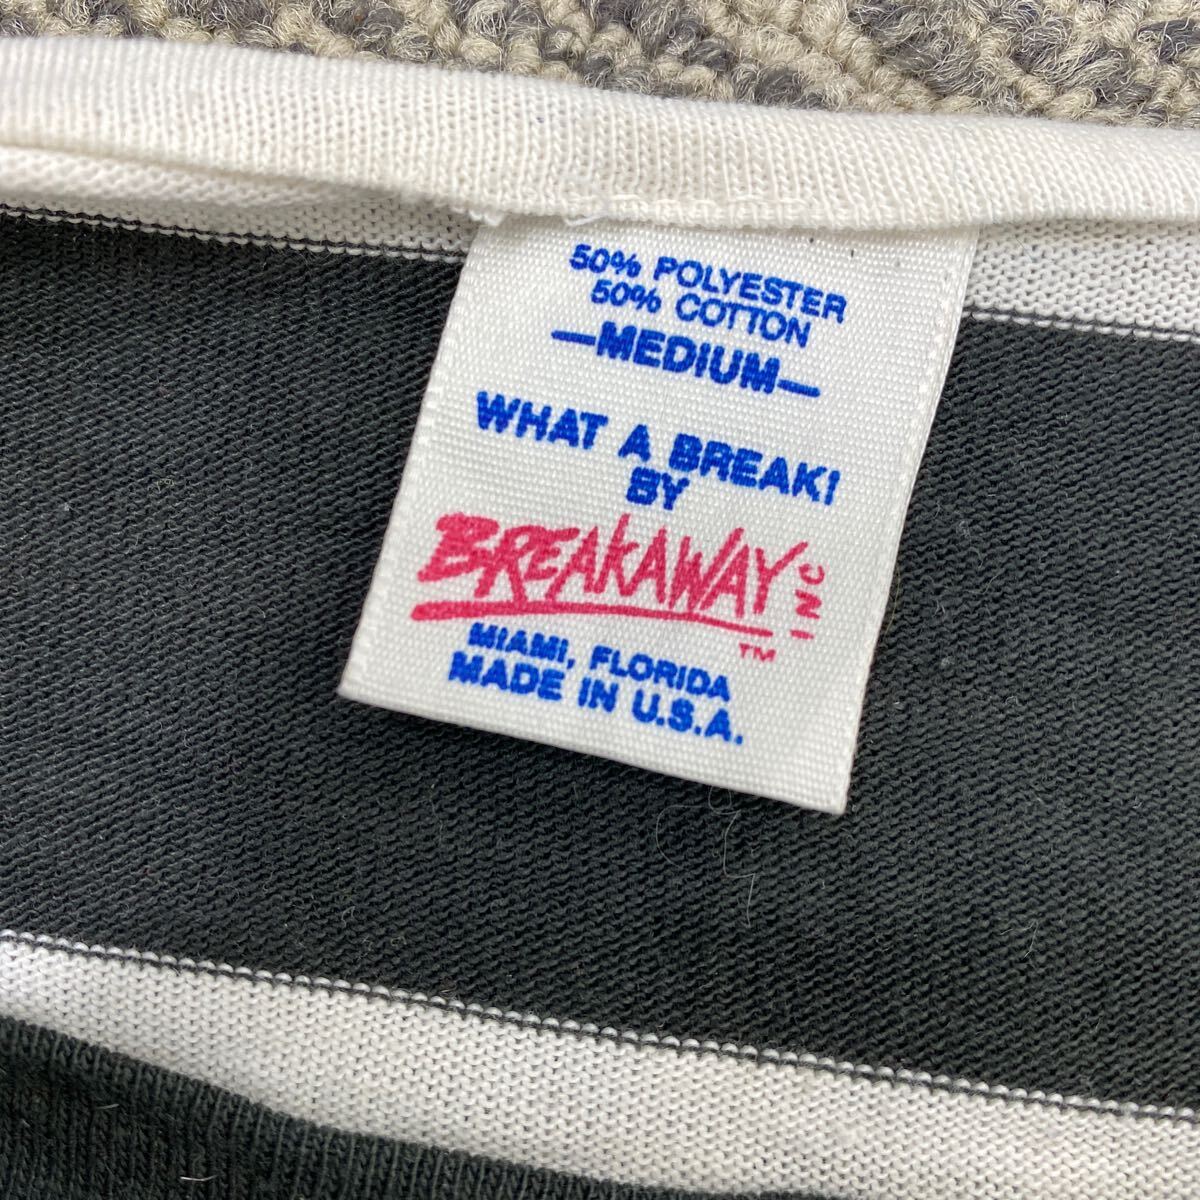 50% POLYESTER
50% COTTON
—MEDIUM—
WHAT A BREAK!
BY
BREAKAWAY INC
™
MIAMI, FLORIDA
MADE IN U.S.A.